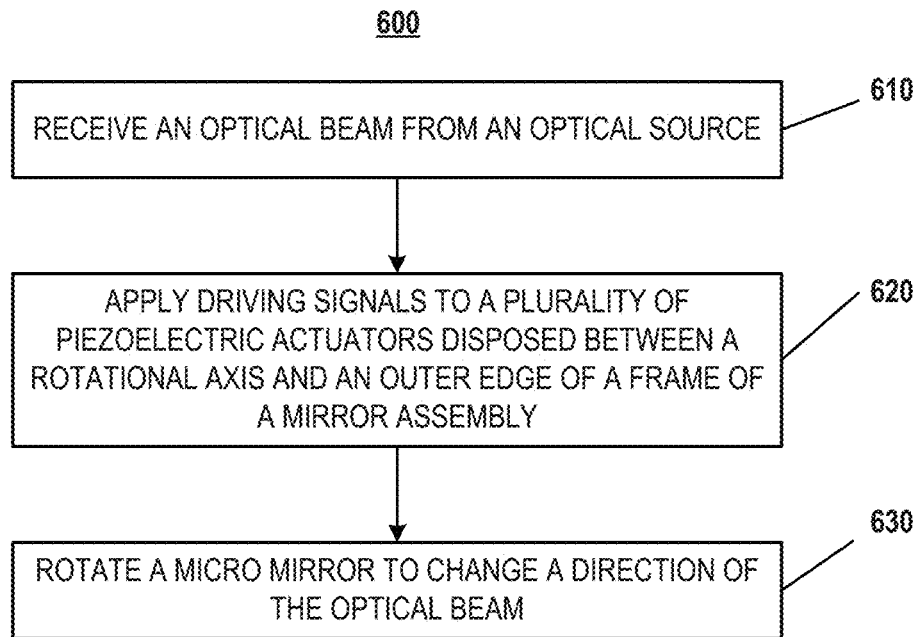 600
610
RECEIVE AN OPTICAL BEAM FROM AN OPTICAL SOURCE
620
APPLY DRIVING SIGNALS TO A PLURALITY OF
PIEZOELECTRIC ACTUATORS DISPOSED BETWEEN A
ROTATIONAL AXIS AND AN OUTER EDGE OF A FRAME OF
A MIRROR ASSEMBLY
630
ROTATE A MICRO MIRROR TO CHANGE A DIRECTION OF
THE OPTICAL BEAM